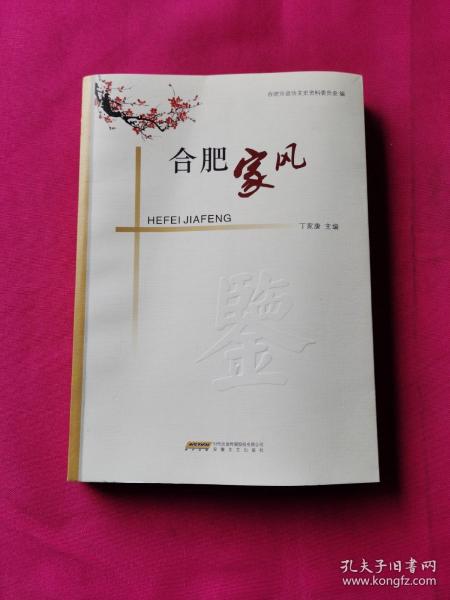 合肥市政协文史资料委员会 编
合肥家风
HEFEI JIAFENG
丁家康 主编
鑒
时代出版传媒股份有限公司
安徽文艺出版社
孔夫子旧书网
www.kongfz.com